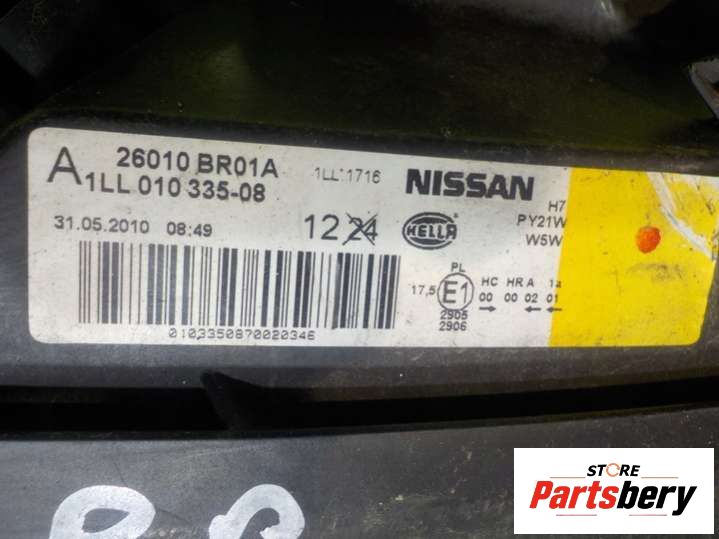 26010 BR01A
A 1LL 010 335-08
1LL 1716
NISSAN
H7
PY21W
W5W
31.05.2010 08:49
12 24
HELLA
PL
17,5 E1 HC HR A 1a
00 00 02 01
2905
2906
0103350870020346
STORE
Partsbery